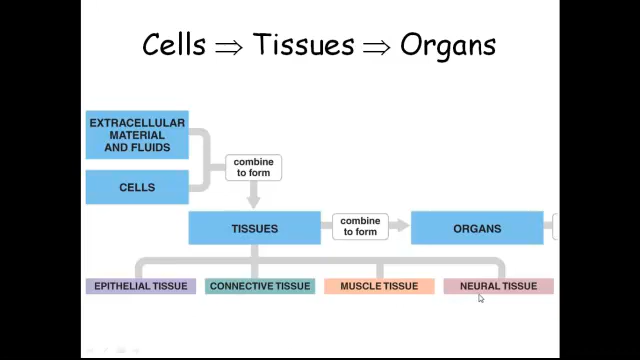 Cells ⇒ Tissues ⇒ Organs
EXTRACELLULAR
MATERIAL
AND FLUIDS
combine
to form
CELLS
TISSUES
combine
to form
ORGANS
EPITHELIAL TISSUE
CONNECTIVE TISSUE
MUSCLE TISSUE
NEURAL TISSUE